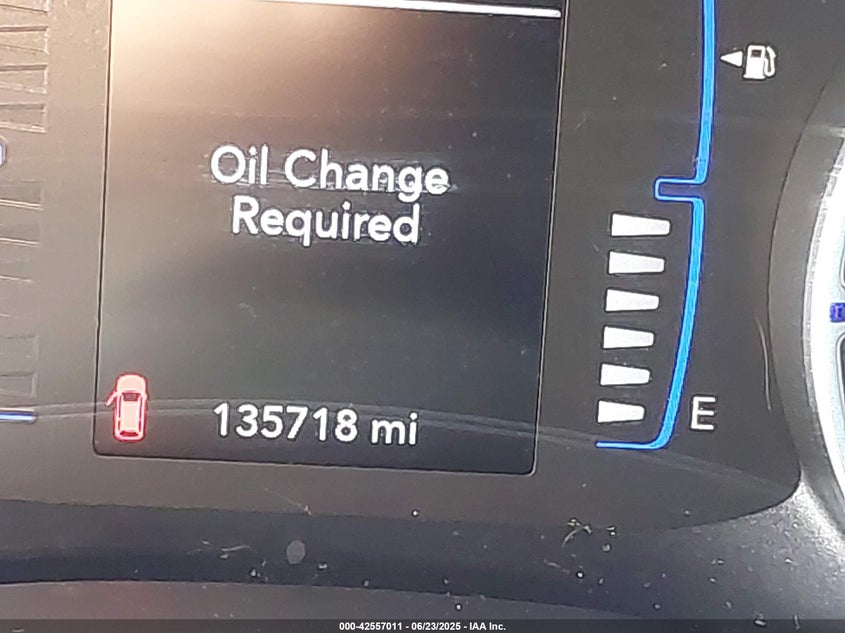 Oil Change
Required
135718 mi
E
000-42557011 - 06/23/2025 - IAA Inc.